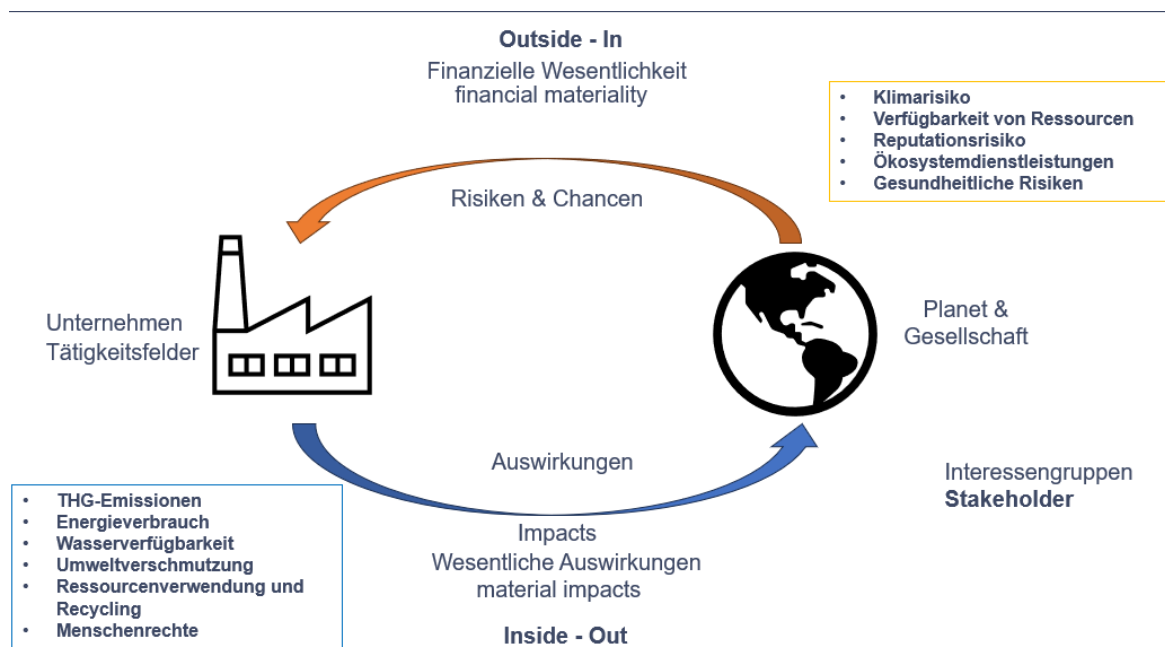 Outside - In
Finanzielle Wesentlichkeit
financial materiality
• Klimarisiko
• Verfügbarkeit von Ressourcen
• Reputationsrisiko
• Ökosystemdienstleistungen
• Gesundheitliche Risiken
Risiken & Chancen
Unternehmen
Tätigkeitsfelder
Planet &
Gesellschaft
Auswirkungen
Interessengruppen
Stakeholder
• THG-Emissionen
• Energieverbrauch
• Wasserverfügbarkeit
• Umweltverschmutzung
• Ressourcenverwendung und
Recycling
• Menschenrechte
Impacts
Wesentliche Auswirkungen
material impacts
Inside - Out